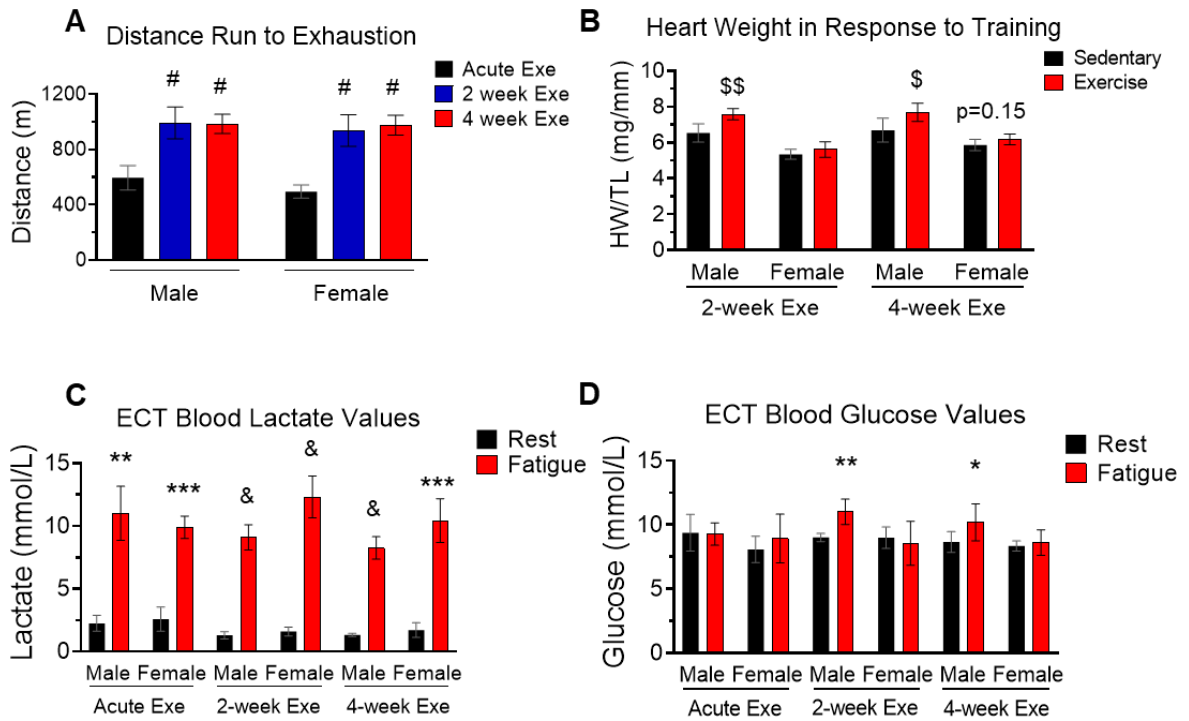 A
Distance Run to Exhaustion
Acute Exe
2 week Exe
4 week Exe
Distance (m)
1200
800
400
0
# #
# #
Male
Female
B
Heart Weight in Response to Training
Sedentary
Exercise
HW/TL (mg/mm)
10
8
6
4
2
0
$$
$
p=0.15
Male Female Male Female
2-week Exe 4-week Exe
C
ECT Blood Lactate Values
Rest
Fatigue
Lactate (mmol/L)
15
10
5
0
** *** & & & ***
Male Female Male Female Male Female
Acute Exe 2-week Exe 4-week Exe
D
ECT Blood Glucose Values
Rest
Fatigue
Glucose (mmol/L)
15
10
5
0
** *
Male Female Male Female Male Female
Acute Exe 2-week Exe 4-week Exe